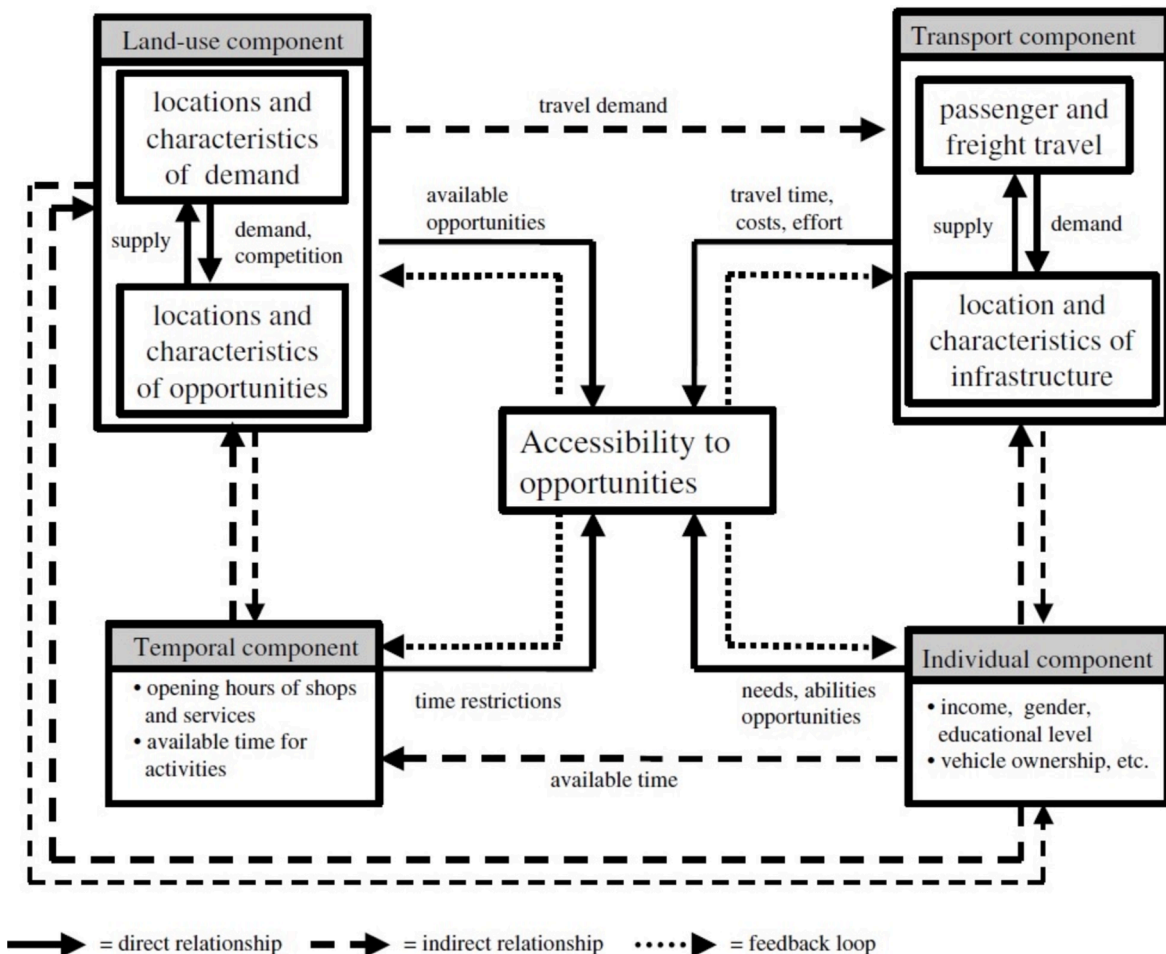 Land-use component
locations and
characteristics
of demand
supply
demand,
competition
locations and
characteristics
of opportunities
travel demand
available
opportunities
travel time,
costs, effort
Transport component
passenger and
freight travel
supply
demand
location and
characteristics of
infrastructure
Accessibility to
opportunities
Temporal component
• opening hours of shops
and services
• available time for
activities
time restrictions
needs, abilities
opportunities
available time
Individual component
• income, gender,
educational level
• vehicle ownership, etc.
= direct relationship
= indirect relationship
= feedback loop